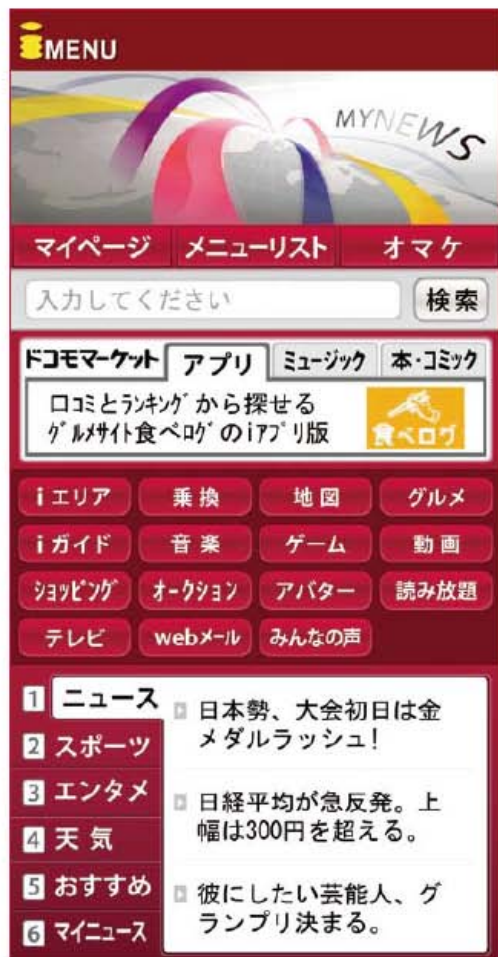 iMENU
MYNEWS
マイページ メニューリスト オマケ
入力してください 検索
ドコモマーケット アプリ ミュージック 本・コミック
口コミとランキングから探せる
グルメサイト食べログのiアプリ版
食べログ
iエリア 乗換 地図 グルメ
iガイド 音楽 ゲーム 動画
ショッピング オークション アバター 読み放題
テレビ webメール みんなの声
1 ニュース
2 スポーツ
3 エンタメ
4 天気
5 おすすめ
6 マイニュース
日本勢、大会初日は金
メダルラッシュ!
日経平均が急反発。上
幅は300円を超える。
彼にしたい芸能人、グ
ランプリ決まる。